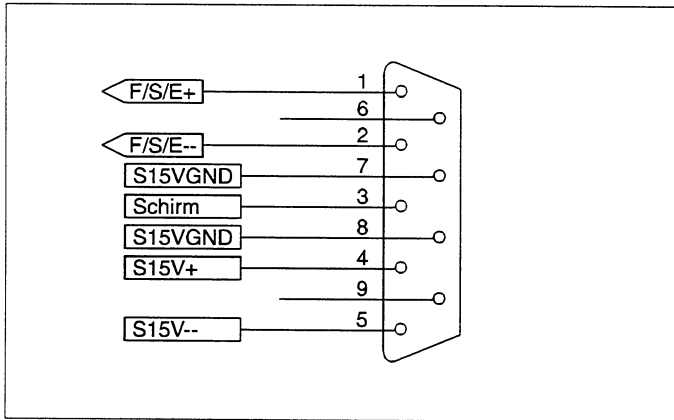 F/S/E+ 1
6
F/S/E-- 2
S15VGND 7
Schirm 3
S15VGND 8
S15V+ 4
9
S15V-- 5